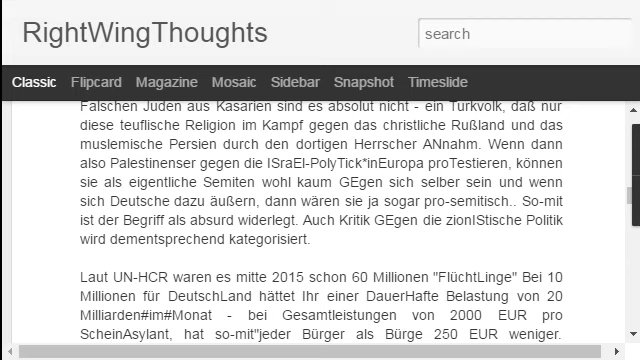 RightWingThoughts
search
Classic Flipcard Magazine Mosaic Sidebar Snapshot Timeslide
Falschen Juden aus Kasarien sind es absolut nicht - ein Turkvolk, daß nur
diese teuflische Religion im Kampf gegen das christliche Rußland und das
muslemische Persien durch den dortigen Herrscher ANnahm. Wenn dann
also Palestinenser gegen die ISraEl-PolyTick*inEuropa proTestieren, können
sie als eigentliche Semiten wohl kaum GEgen sich selber sein und wenn
sich Deutsche dazu äußern, dann wären sie ja sogar pro-semitisch.. So-mit
ist der Begriff als absurd widerlegt. Auch Kritik GEgen die zionIStische Politik
wird dementsprechend kategorisiert.
Laut UN-HCR waren es mitte 2015 schon 60 Millionen "FlüchtLinge" Bei 10
Millionen für DeutschLand hättet Ihr einer DauerHafte Belastung von 20
Milliarden#im#Monat - bei Gesamtleistungen von 2000 EUR pro
ScheinAsylant, hat so-mit"jeder Bürger als Bürge 250 EUR weniger.